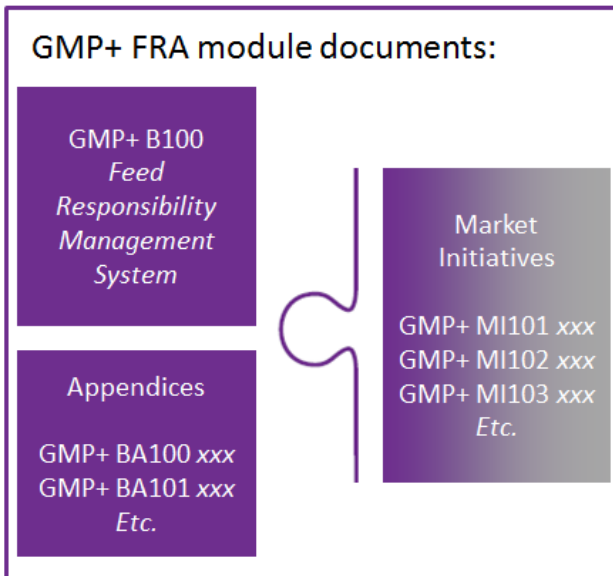 GMP+ FRA module documents:
GMP+ B100
Feed
Responsibility
Management
System
Appendices
GMP+ BA100 xxx
GMP+ BA101 xxx
Etc.
Market
Initiatives
GMP+ MI101 xxx
GMP+ MI102 xxx
GMP+ MI103 xxx
Etc.